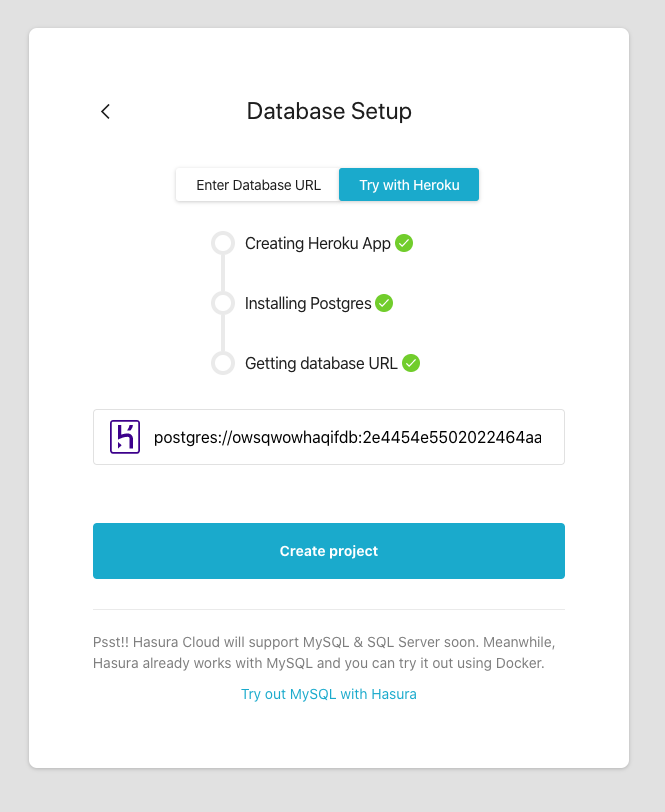 Database Setup
Enter Database URL
Try with Heroku
Creating Heroku App
Installing Postgres
Getting database URL
postgres://owsqwowhaqifdb:2e4454e5502022464aa
Create project
Psst!! Hasura Cloud will support MySQL & SQL Server soon. Meanwhile,
Hasura already works with MySQL and you can try it out using Docker.
Try out MySQL with Hasura